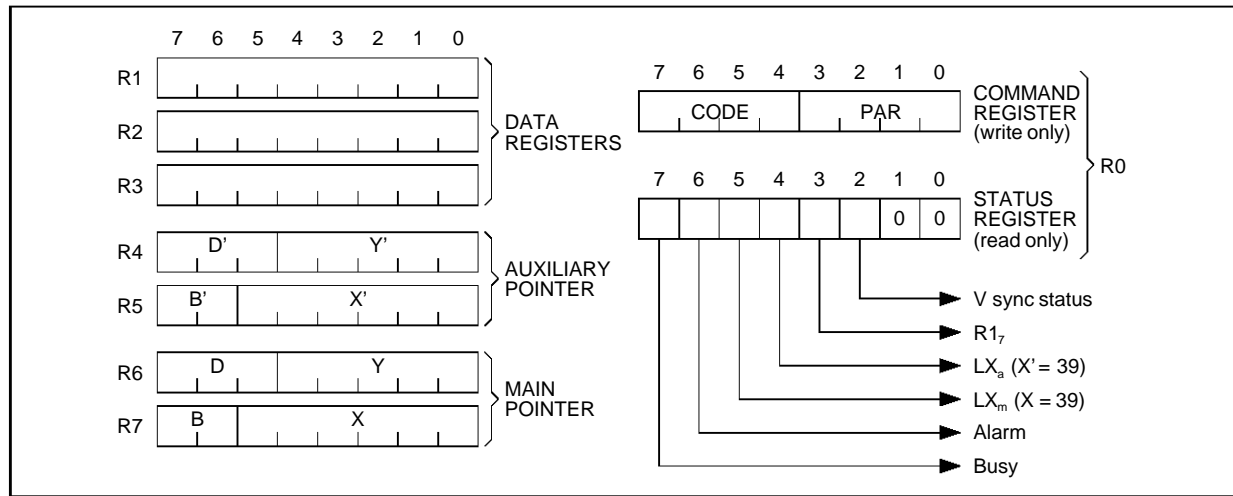 7 6 5 4 3 2 1 0
R1
R2
R3
DATA
REGISTERS
R4 D' Y'
R5 B' X'
AUXILIARY
POINTER
R6 D Y
R7 B X
MAIN
POINTER
7 6 5 4 3 2 1 0
CODE PAR
COMMAND
REGISTER
(write only)
R0
7 6 5 4 3 2 1 0
0 0
STATUS
REGISTER
(read only)
V sync status
R1₇
LXₐ (X' = 39)
LXₘ (X = 39)
Alarm
Busy